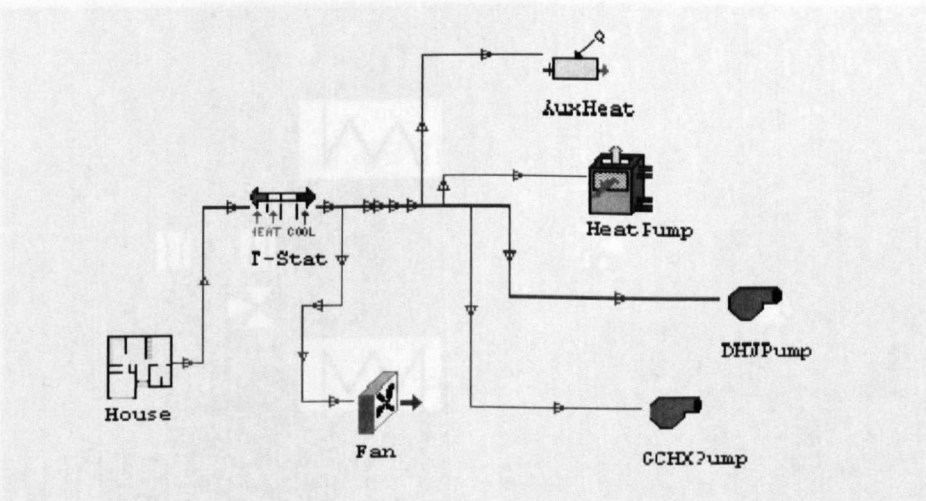 Q
AuxHeat
HeatPump
HEAT COOL
T-Stat
DHWPump
House
GCHXPump
Fan